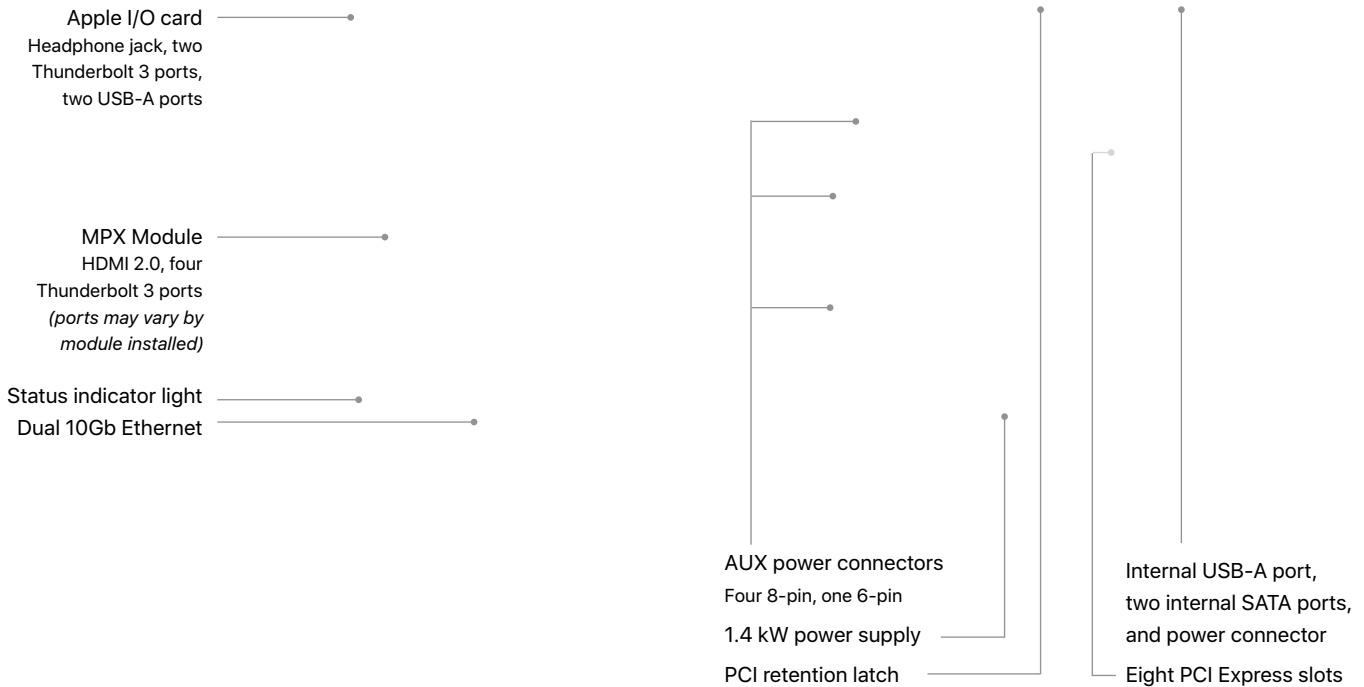 Apple I/O card
Headphone jack, two
Thunderbolt 3 ports,
two USB-A ports
MPX Module
HDMI 2.0, four
Thunderbolt 3 ports
(ports may vary by
module installed)
Status indicator light
Dual 10Gb Ethernet
AUX power connectors
Four 8-pin, one 6-pin
1.4 kW power supply
PCI retention latch
Internal USB-A port,
two internal SATA ports,
and power connector
Eight PCI Express slots